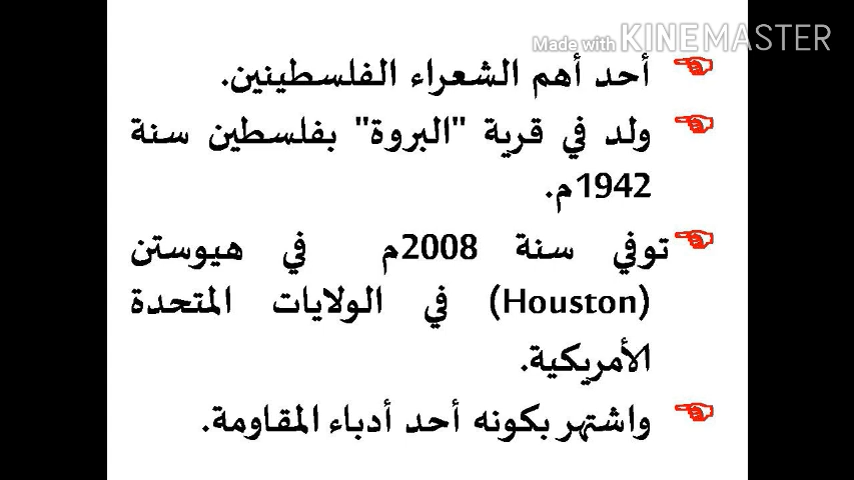 Made with KINEMASTER
أحد أهم الشعراء الفلسطينين.
ولد في قرية "البروة" بفلسطين سنة
1942م.
توفي سنة 2008م في هيوستن
(Houston) في الولايات المتحدة
الأمريكية.
واشتهر بكونه أحد أدباء المقاومة.